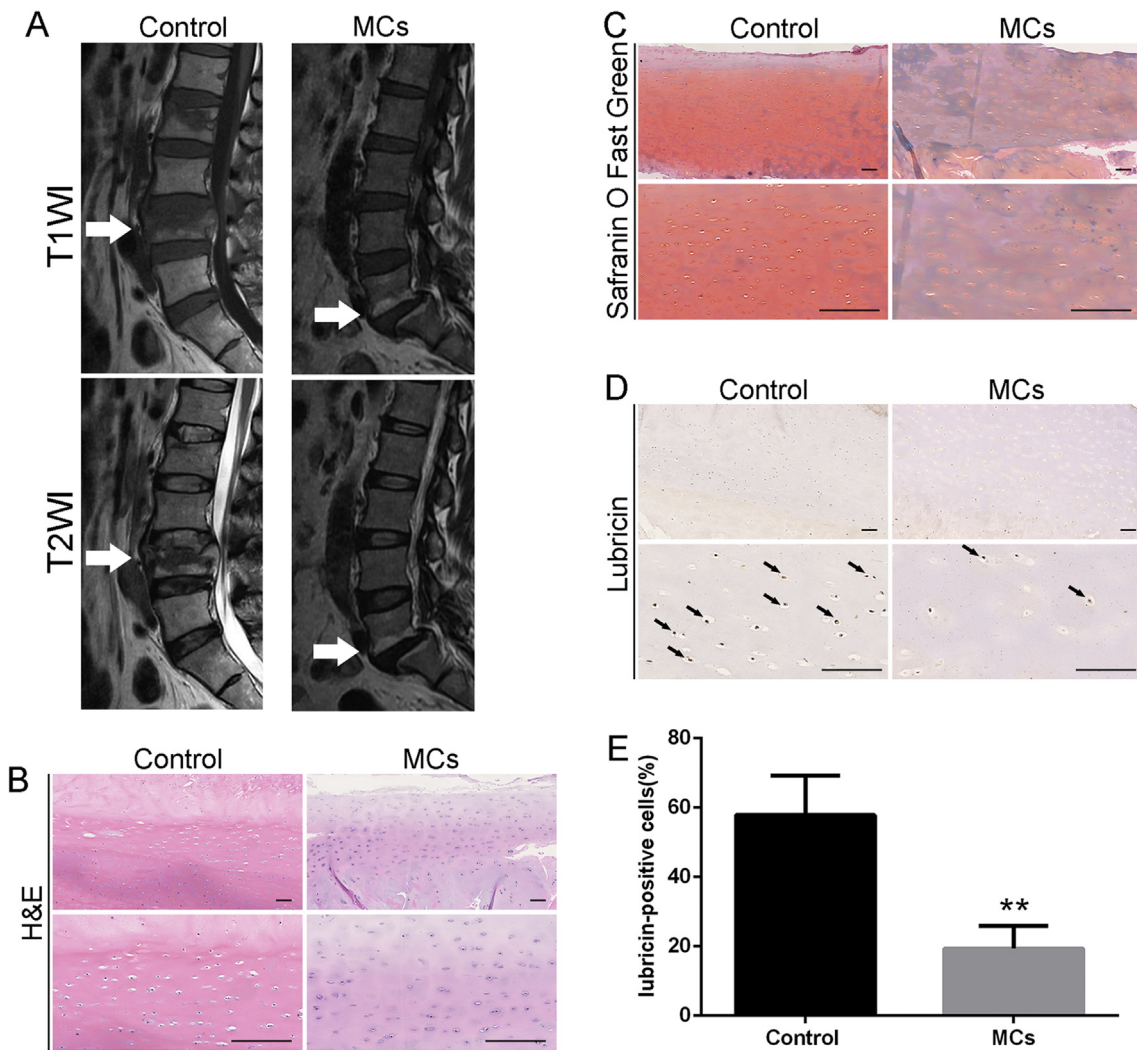 A
Control
MCs
T1WI
T2WI
B
Control
MCs
H&E
C
Control
MCs
Safranin O Fast Green
D
Control
MCs
Lubricin
E
lubricin-positive cells(%)
80
60
40
20
0
**
Control
MCs